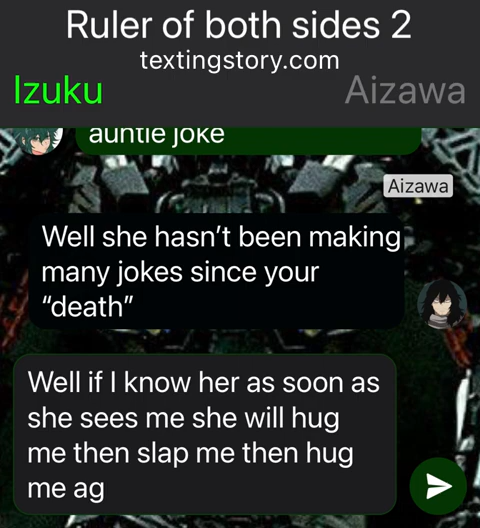 Ruler of both sides 2
textingstory.com
Izuku Aizawa
auntie joke
Aizawa
Well she hasn’t been making
many jokes since your
“death”
Well if I know her as soon as
she sees me she will hug
me then slap me then hug
me ag